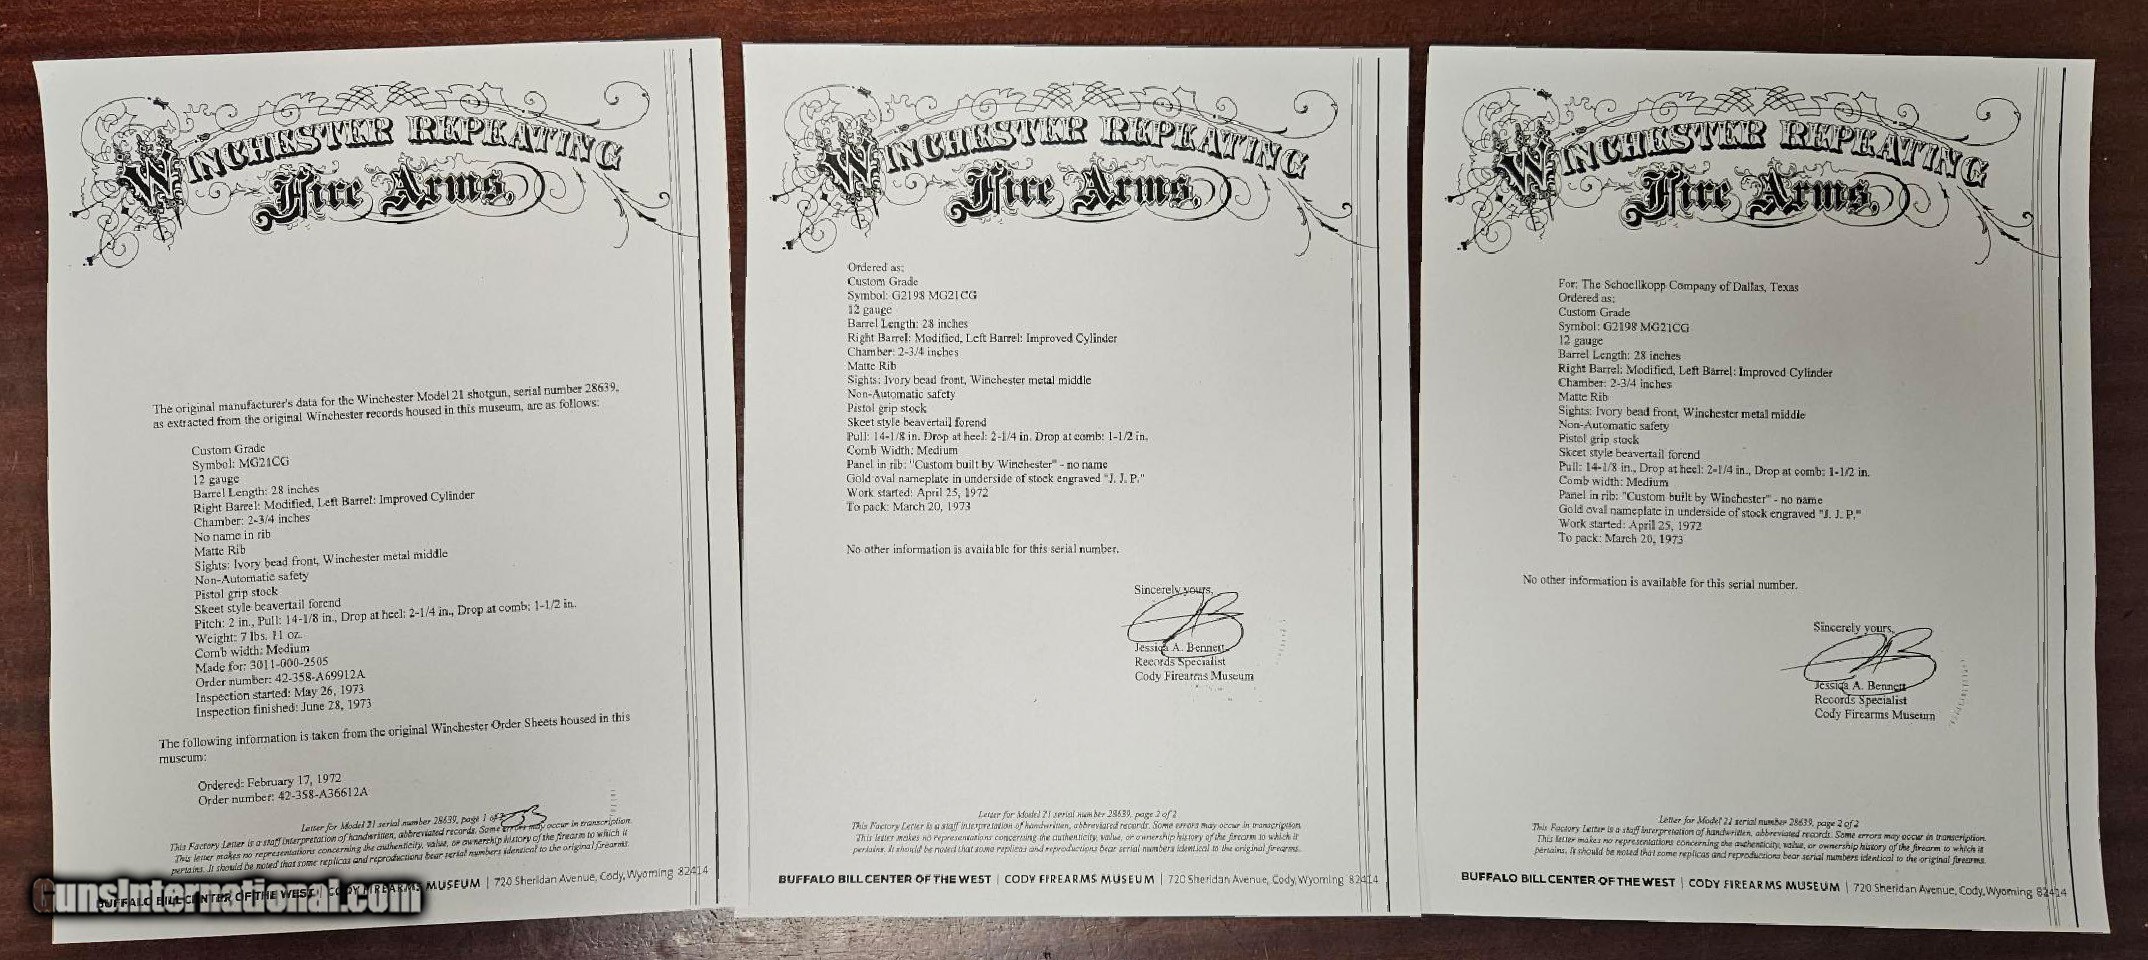 WINCHESTER REPEATING
Fire Arms,
The original manufacturer's data for the Winchester Model 21 shotgun, serial number 28639,
as extracted from the original Winchester records housed in this museum, are as follows:
Custom Grade
Symbol: MG21CG
12 gauge
Barrel Length: 28 inches
Right Barrel: Modified, Left Barrel: Improved Cylinder
Chamber: 2-3/4 inches
No name in rib
Matte Rib
Sights: Ivory bead front, Winchester metal middle
Non-Automatic safety
Pistol grip stock
Skeet style beavertail forend
Pitch: 2 in., Pull: 14-1/8 in., Drop at heel: 2-1/4 in., Drop at comb: 1-1/2 in.
Weight: 7 lbs. 11 oz.
Comb width: Medium
Made for: 3011-000-2505
Order number: 42-358-A69912A
Inspection started: May 26, 1973
Inspection finished: June 28, 1973
The following information is taken from the original Winchester Order Sheets housed in this
museum:
Ordered: February 17, 1972
Order number: 42-358-A36612A
Letter for Model 21 serial number 28639, page 1 of
This Factory Letter is a staff interpretation of handwritten, abbreviated records. Some errors may occur in transcription.
This letter makes no representations concerning the authenticity, value, or ownership history of the firearm to which it
pertains. It should be noted that some replicas and reproductions bear serial numbers identical to the original firearms.
BUFFALO BILL CENTER OF THE WEST | CODY FIREARMS MUSEUM | 720 Sheridan Avenue, Cody, Wyoming 82414
GunsInternational.com
WINCHESTER REPEATING
Fire Arms,
Ordered as:
Custom Grade
Symbol: G2198 MG21CG
12 gauge
Barrel Length: 28 inches
Right Barrel: Modified, Left Barrel: Improved Cylinder
Chamber: 2-3/4 inches
Matte Rib
Sights: Ivory bead front, Winchester metal middle
Non-Automatic safety
Pistol grip stock
Skeet style beavertail forend
Pull: 14-1/8 in. Drop at heel: 2-1/4 in. Drop at comb: 1-1/2 in.
Comb Width: Medium
Panel in rib: "Custom built by Winchester" - no name
Gold oval nameplate in underside of stock engraved "J. J. P."
Work started: April 25, 1972
To pack: March 20, 1973
No other information is available for this serial number.
Sincerely yours,
Jessica A. Bennett
Records Specialist
Cody Firearms Museum
Letter for Model 21 serial number 28639, page 2 of 2
This Factory Letter is a staff interpretation of handwritten, abbreviated records. Some errors may occur in transcription.
This letter makes no representations concerning the authenticity, value, or ownership history of the firearm to which it
pertains. It should be noted that some replicas and reproductions bear serial numbers identical to the original firearms.
BUFFALO BILL CENTER OF THE WEST | CODY FIREARMS MUSEUM | 720 Sheridan Avenue, Cody, Wyoming 82414
WINCHESTER REPEATING
Fire Arms,
For: The Schoellkopp Company of Dallas, Texas
Ordered as:
Custom Grade
Symbol: G2198 MG21CG
12 gauge
Barrel Length: 28 inches
Right Barrel: Modified, Left Barrel: Improved Cylinder
Chamber: 2-3/4 inches
Matte Rib
Sights: Ivory bead front, Winchester metal middle
Non-Automatic safety
Pistol grip stock
Skeet style beavertail forend
Pull: 14-1/8 in., Drop at heel: 2-1/4 in., Drop at comb: 1-1/2 in.
Comb width: Medium
Panel in rib: "Custom built by Winchester" - no name
Gold oval nameplate in underside of stock engraved "J. J. P."
Work started: April 25, 1972
To pack: March 20, 1973
No other information is available for this serial number.
Sincerely yours,
Jessica A. Bennett
Records Specialist
Cody Firearms Museum
Letter for Model 21 serial number 28639, page 2 of 2
This Factory Letter is a staff interpretation of handwritten, abbreviated records. Some errors may occur in transcription.
This letter makes no representations concerning the authenticity, value, or ownership history of the firearm to which it
pertains. It should be noted that some replicas and reproductions bear serial numbers identical to the original firearms.
BUFFALO BILL CENTER OF THE WEST | CODY FIREARMS MUSEUM | 720 Sheridan Avenue, Cody, Wyoming 82414